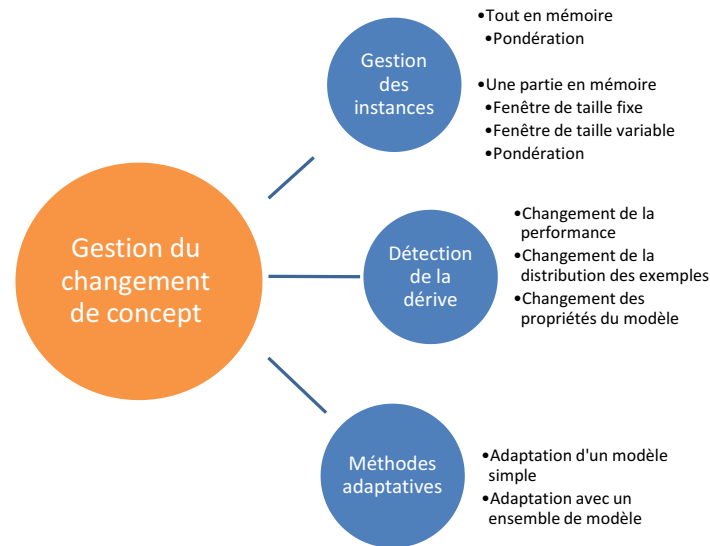 Gestion du
changement
de concept
Gestion
des
instances
•Tout en mémoire
•Pondération
•Une partie en mémoire
•Fenêtre de taille fixe
•Fenêtre de taille variable
•Pondération
Détection
de la
dérive
•Changement de la
performance
•Changement de la
distribution des exemples
•Changement des
propriétés du modèle
Méthodes
adaptatives
•Adaptation d'un modèle
simple
•Adaptation avec un
ensemble de modèle